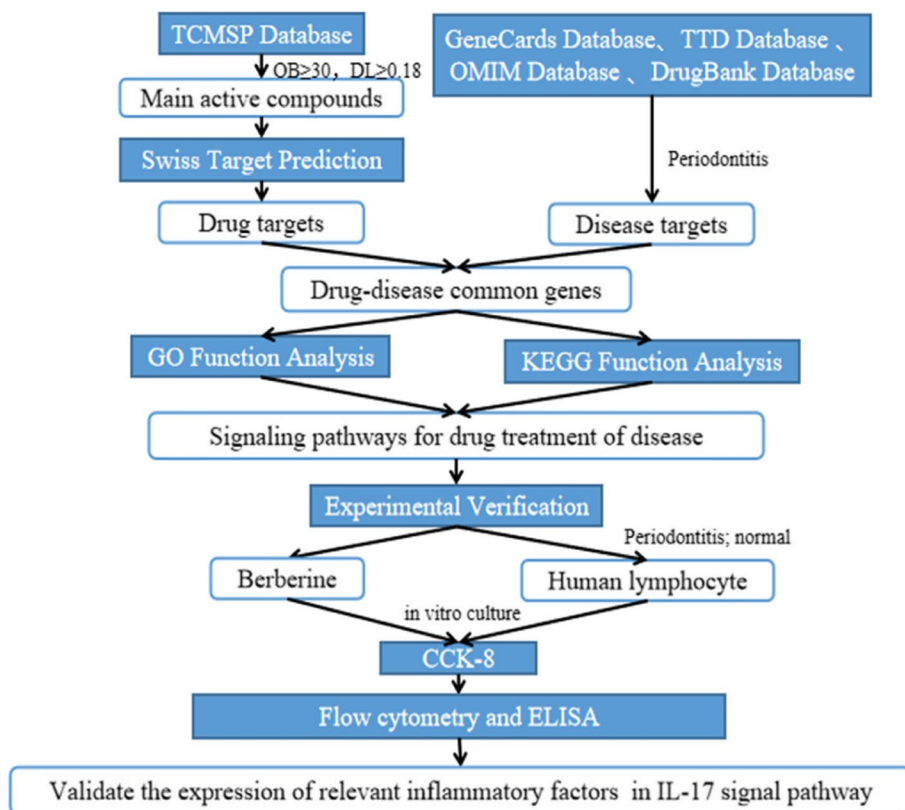 TCMSP Database
GeneCards Database、TTD Database 、
OMIM Database 、DrugBank Database
OB≥30，DL≥0.18
Main active compounds
Swiss Target Prediction
Periodontitis
Drug targets
Disease targets
Drug-disease common genes
GO Function Analysis
KEGG Function Analysis
Signaling pathways for drug treatment of disease
Experimental Verification
Periodontitis; normal
Berberine
Human lymphocyte
in vitro culture
CCK-8
Flow cytometry and ELISA
Validate the expression of relevant inflammatory factors in IL-17 signal pathway